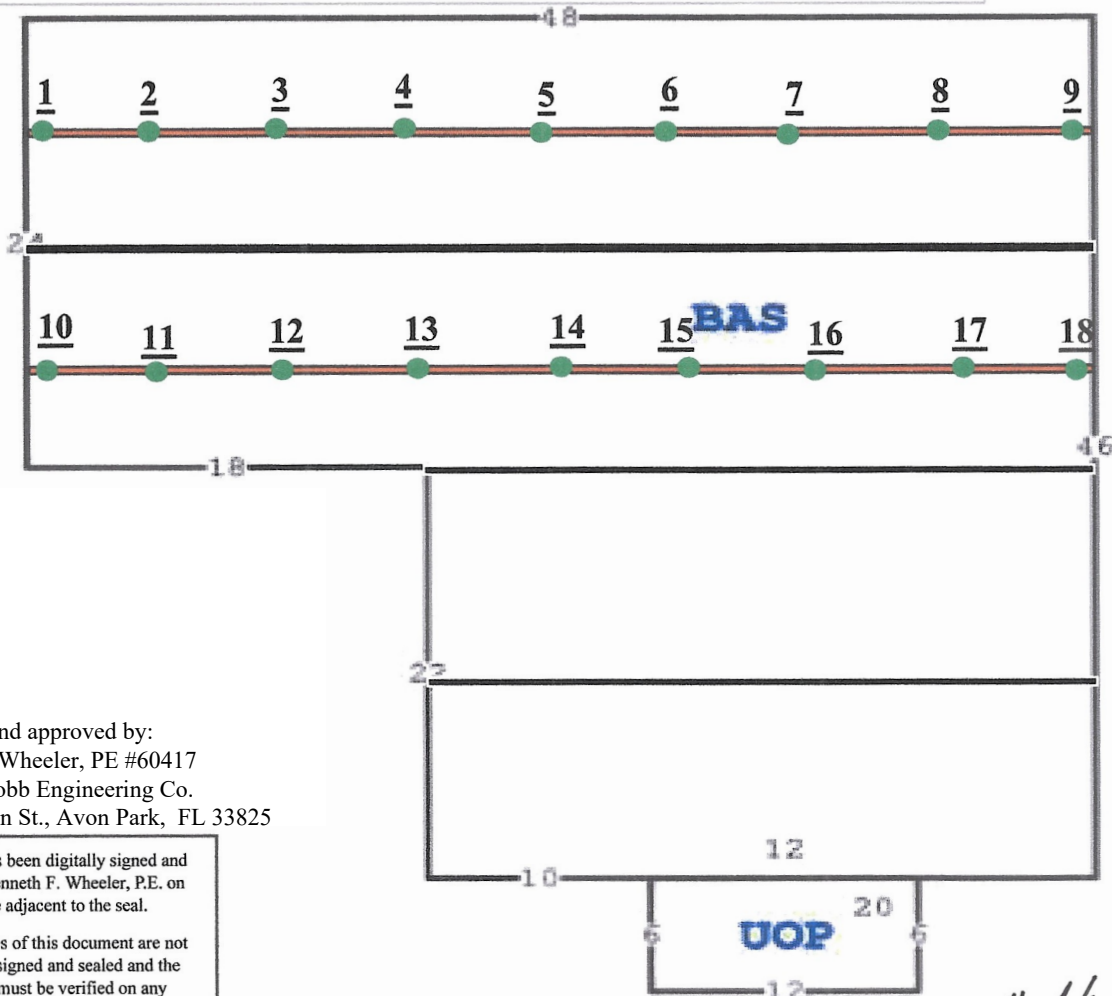 48
1 2 3 4 5 6 7 8 9
BAS
10 11 12 13 14 15 16 17 18
46
18
nd approved by:
Wheeler, PE #60417
obb Engineering Co.
n St., Avon Park, FL 33825
12
10
20
s been digitally signed and
nneth F. Wheeler, P.E. on
e adjacent to the seal.
6 UOP 6
s of this document are not
signed and sealed and the
must be verified on any
12